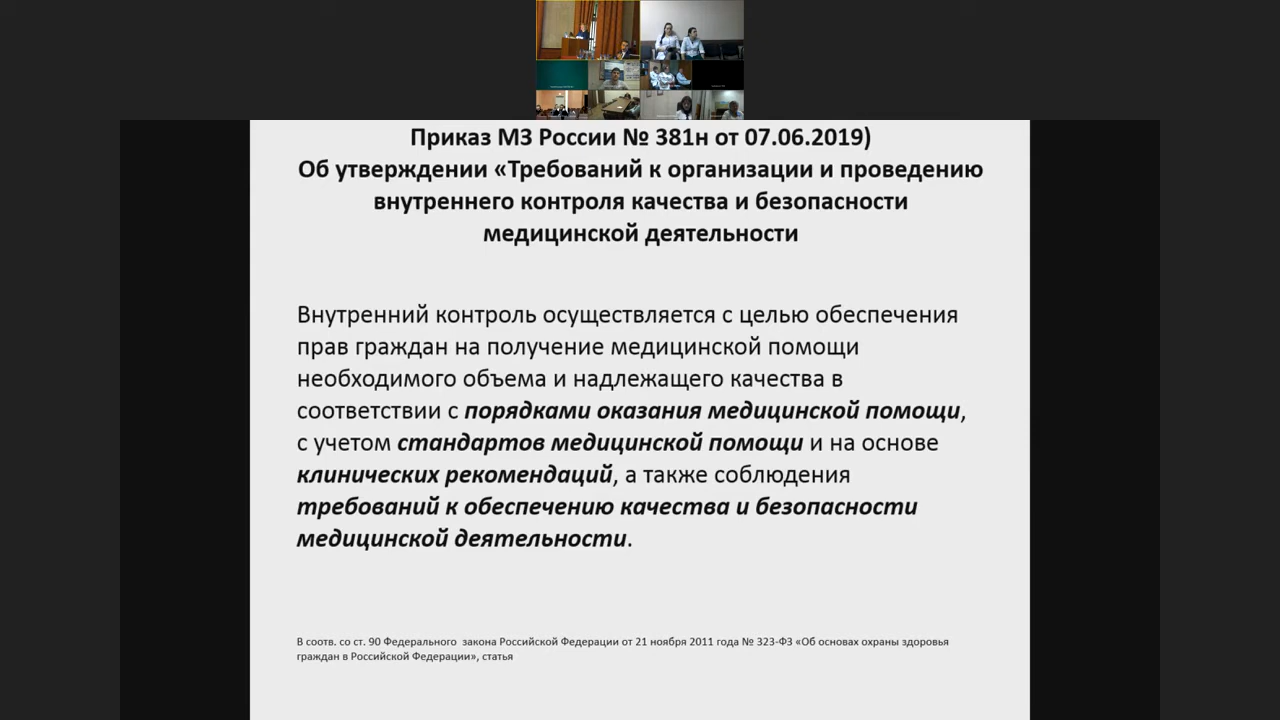 Приказ МЗ России № 381н от 07.06.2019)
Об утверждении «Требований к организации и проведению
внутреннего контроля качества и безопасности
медицинской деятельности
Внутренний контроль осуществляется с целью обеспечения
прав граждан на получение медицинской помощи
необходимого объема и надлежащего качества в
соответствии с порядками оказания медицинской помощи,
с учетом стандартов медицинской помощи и на основе
клинических рекомендаций, а также соблюдения
требований к обеспечению качества и безопасности
медицинской деятельности.
В соотв. со ст. 90 Федерального закона Российской Федерации от 21 ноября 2011 года № 323-ФЗ «Об основах охраны здоровья
граждан в Российской Федерации», статья